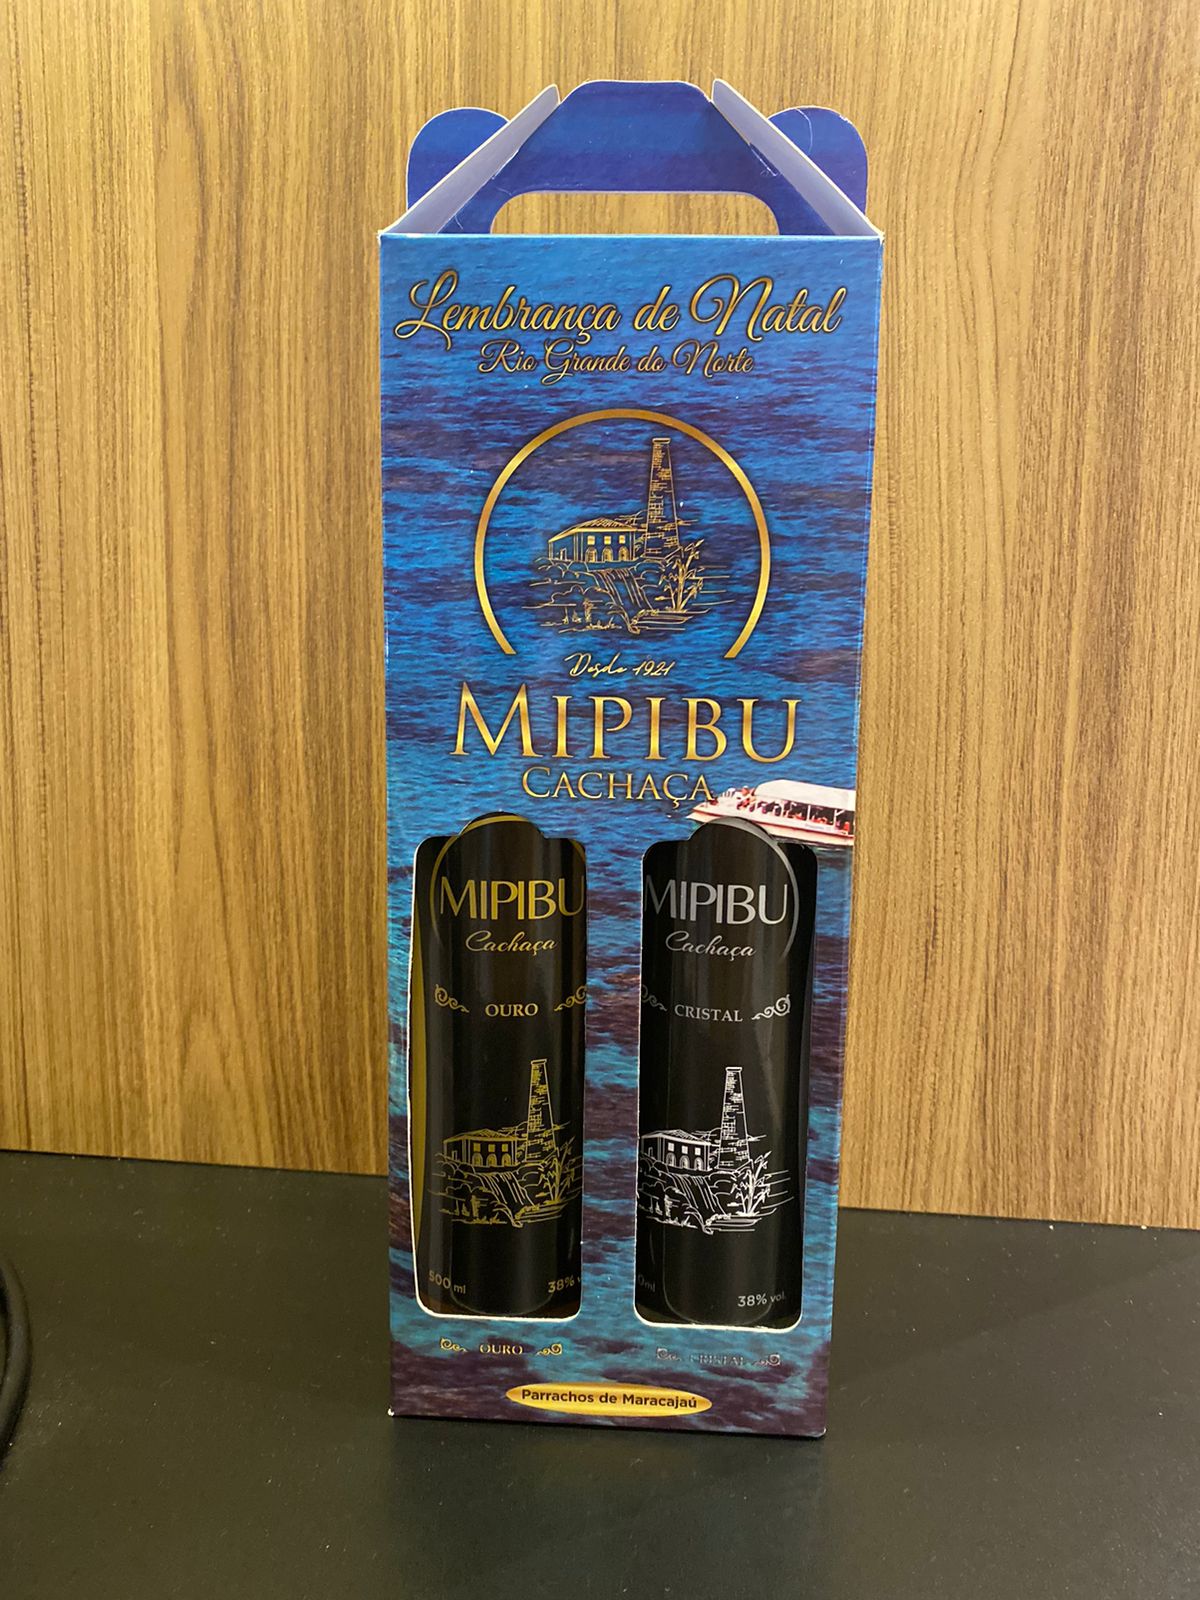 Lembrança de Natal
Rio Grande do Norte
Desde 1921
MIPIBU
CACHAÇA
MIPIBU
Cachaça
OURO
500 ml 38%
MIPIBU
Cachaça
CRISTAL
38% vol
OURO
CRISTAL
Parrachos de Maracajaú